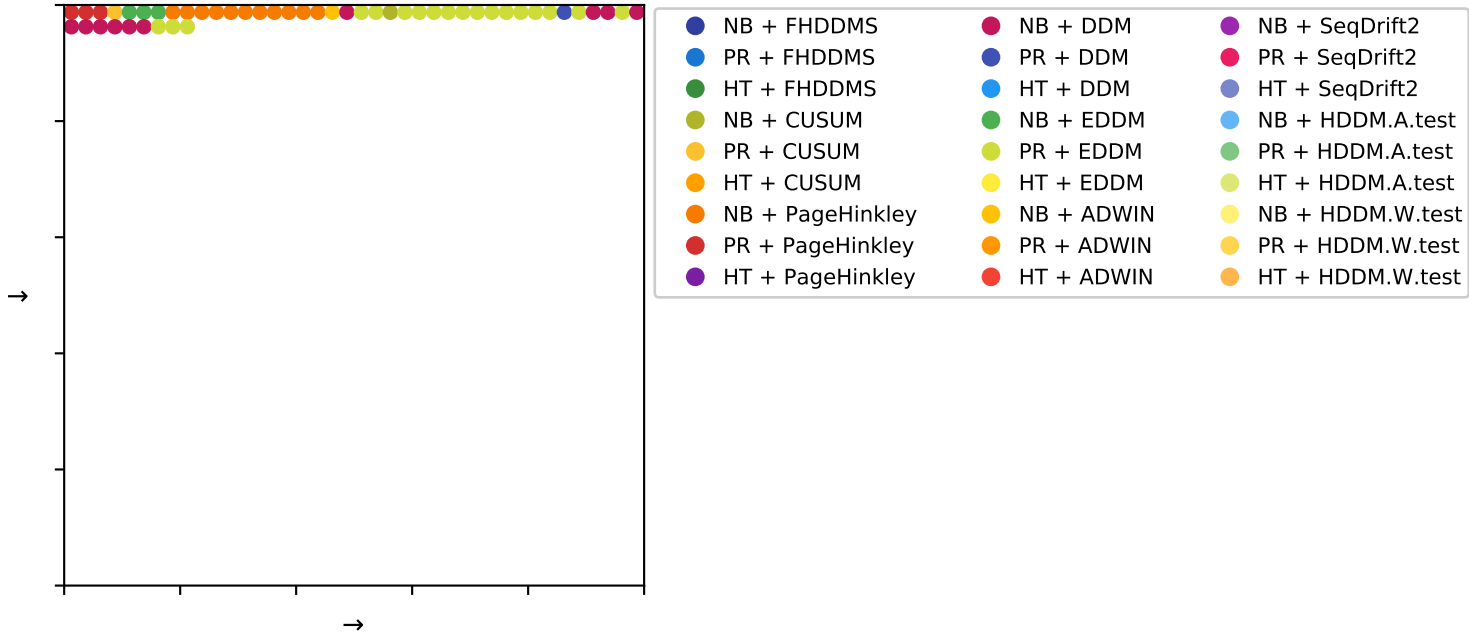 NB + FHDDMS
PR + FHDDMS
HT + FHDDMS
NB + CUSUM
PR + CUSUM
HT + CUSUM
NB + PageHinkley
PR + PageHinkley
HT + PageHinkley
NB + DDM
PR + DDM
HT + DDM
NB + EDDM
PR + EDDM
HT + EDDM
NB + ADWIN
PR + ADWIN
HT + ADWIN
NB + SeqDrift2
PR + SeqDrift2
HT + SeqDrift2
NB + HDDM.A.test
PR + HDDM.A.test
HT + HDDM.A.test
NB + HDDM.W.test
PR + HDDM.W.test
HT + HDDM.W.test
→
→